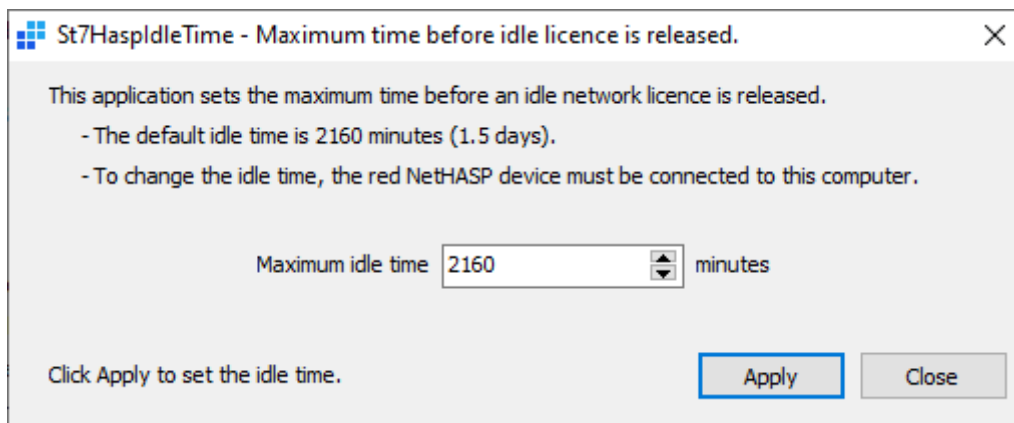 St7HaspIdleTime - Maximum time before idle licence is released.
This application sets the maximum time before an idle network licence is released.
- The default idle time is 2160 minutes (1.5 days).
- To change the idle time, the red NetHASP device must be connected to this computer.
Maximum idle time 2160 minutes
Click Apply to set the idle time. Apply Close